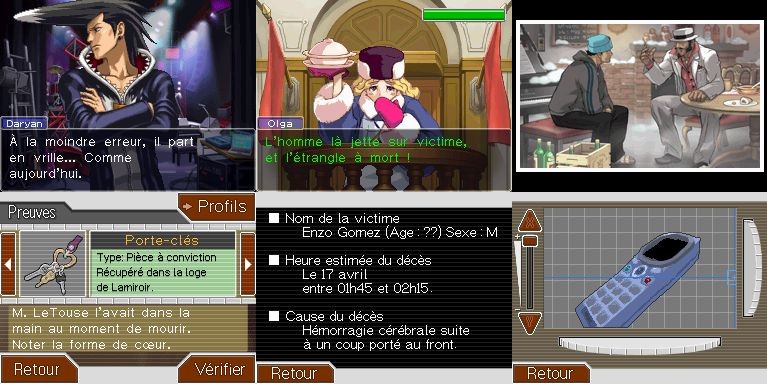 Daryan
À la moindre erreur, il part
en vrille... Comme
aujourd'hui.
Olga
L'homme là jette sur victime,
et l'étrangle à mort !
Preuves
Profils
Porte-clés
Type: Pièce à conviction
Récupéré dans la loge
de Lamiroir.
M. LeTouse l'avait dans la
main au moment de mourir.
Noter la forme de cœur.
Retour
Vérifier
Nom de la victime
Enzo Gomez (Age : ??) Sexe : M
Heure estimée du décès
Le 17 avril
entre 01h45 et 02h15.
Cause du décès
Hémorragie cérébrale suite
à un coup porté au front.
Retour
Retour